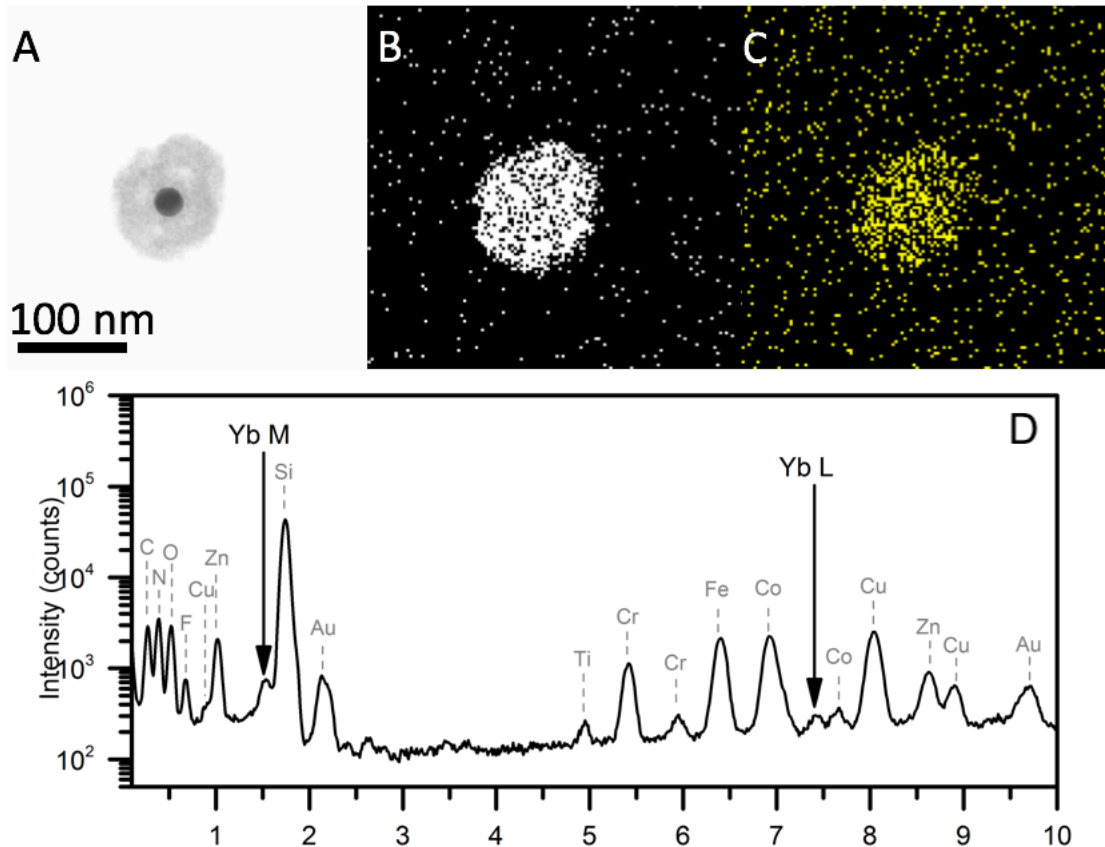 A
B
C
100 nm
D
Yb M
Yb L
Si
C
N
O
F
Cu
Zn
Au
Ti
Cr
Cr
Fe
Co
Co
Cu
Zn
Cu
Au
Intensity (counts)
10^6
10^5
10^4
10^3
10^2
1 2 3 4 5 6 7 8 9 10